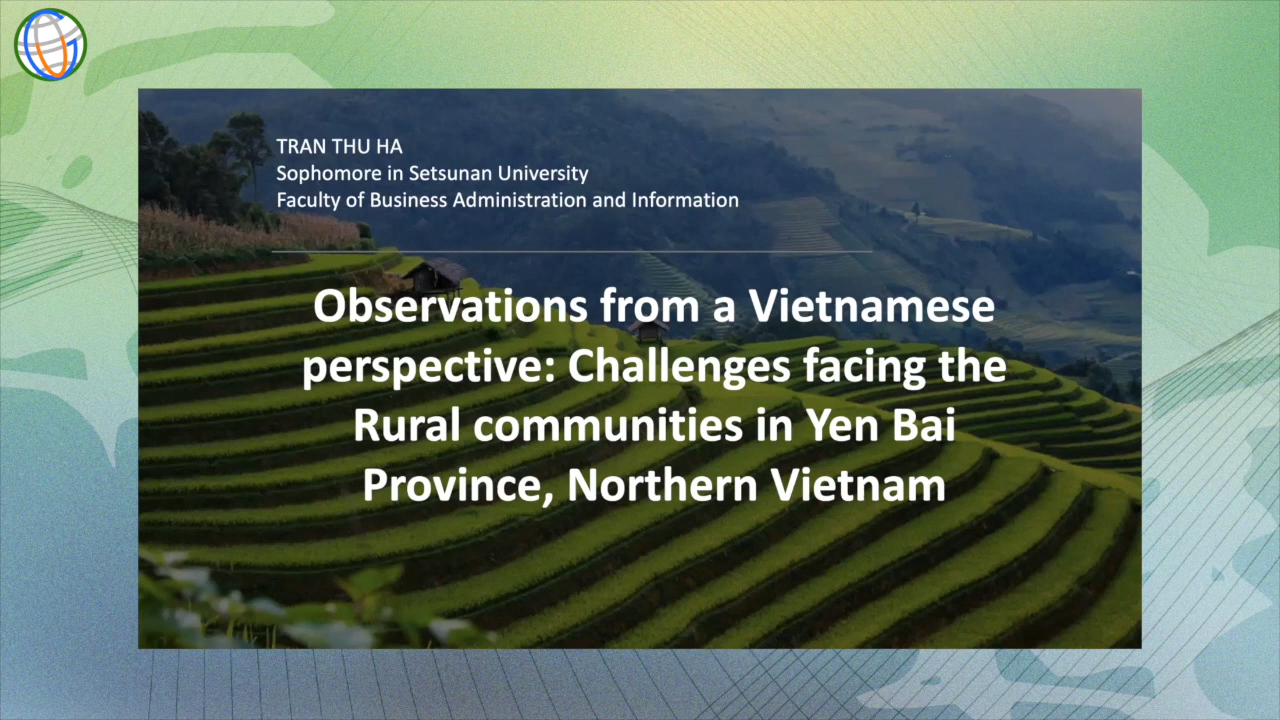 TRAN THU HA
Sophomore in Setsunan University
Faculty of Business Administration and Information
Observations from a Vietnamese
perspective: Challenges facing the
Rural communities in Yen Bai
Province, Northern Vietnam